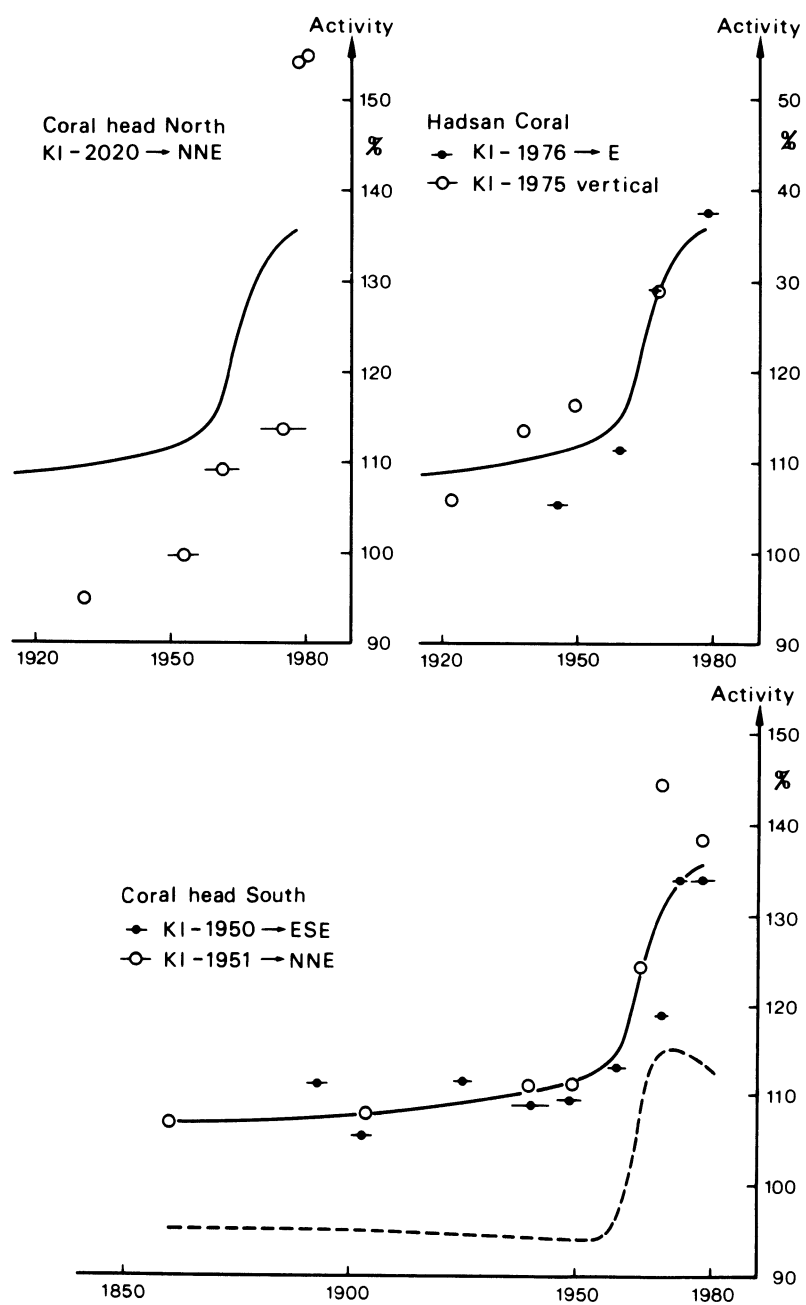 Activity
150
%
140
130
120
110
100
90
Coral head North
KI-2020 → NNE
1920 1950 1980
Activity
50
%
40
30
120
110
100
90
Hadsan Coral
KI-1976 → E
KI-1975 vertical
1920 1950 1980
Activity
150
%
140
130
120
110
100
90
Coral head South
KI-1950 → ESE
KI-1951 → NNE
1850 1900 1950 1980